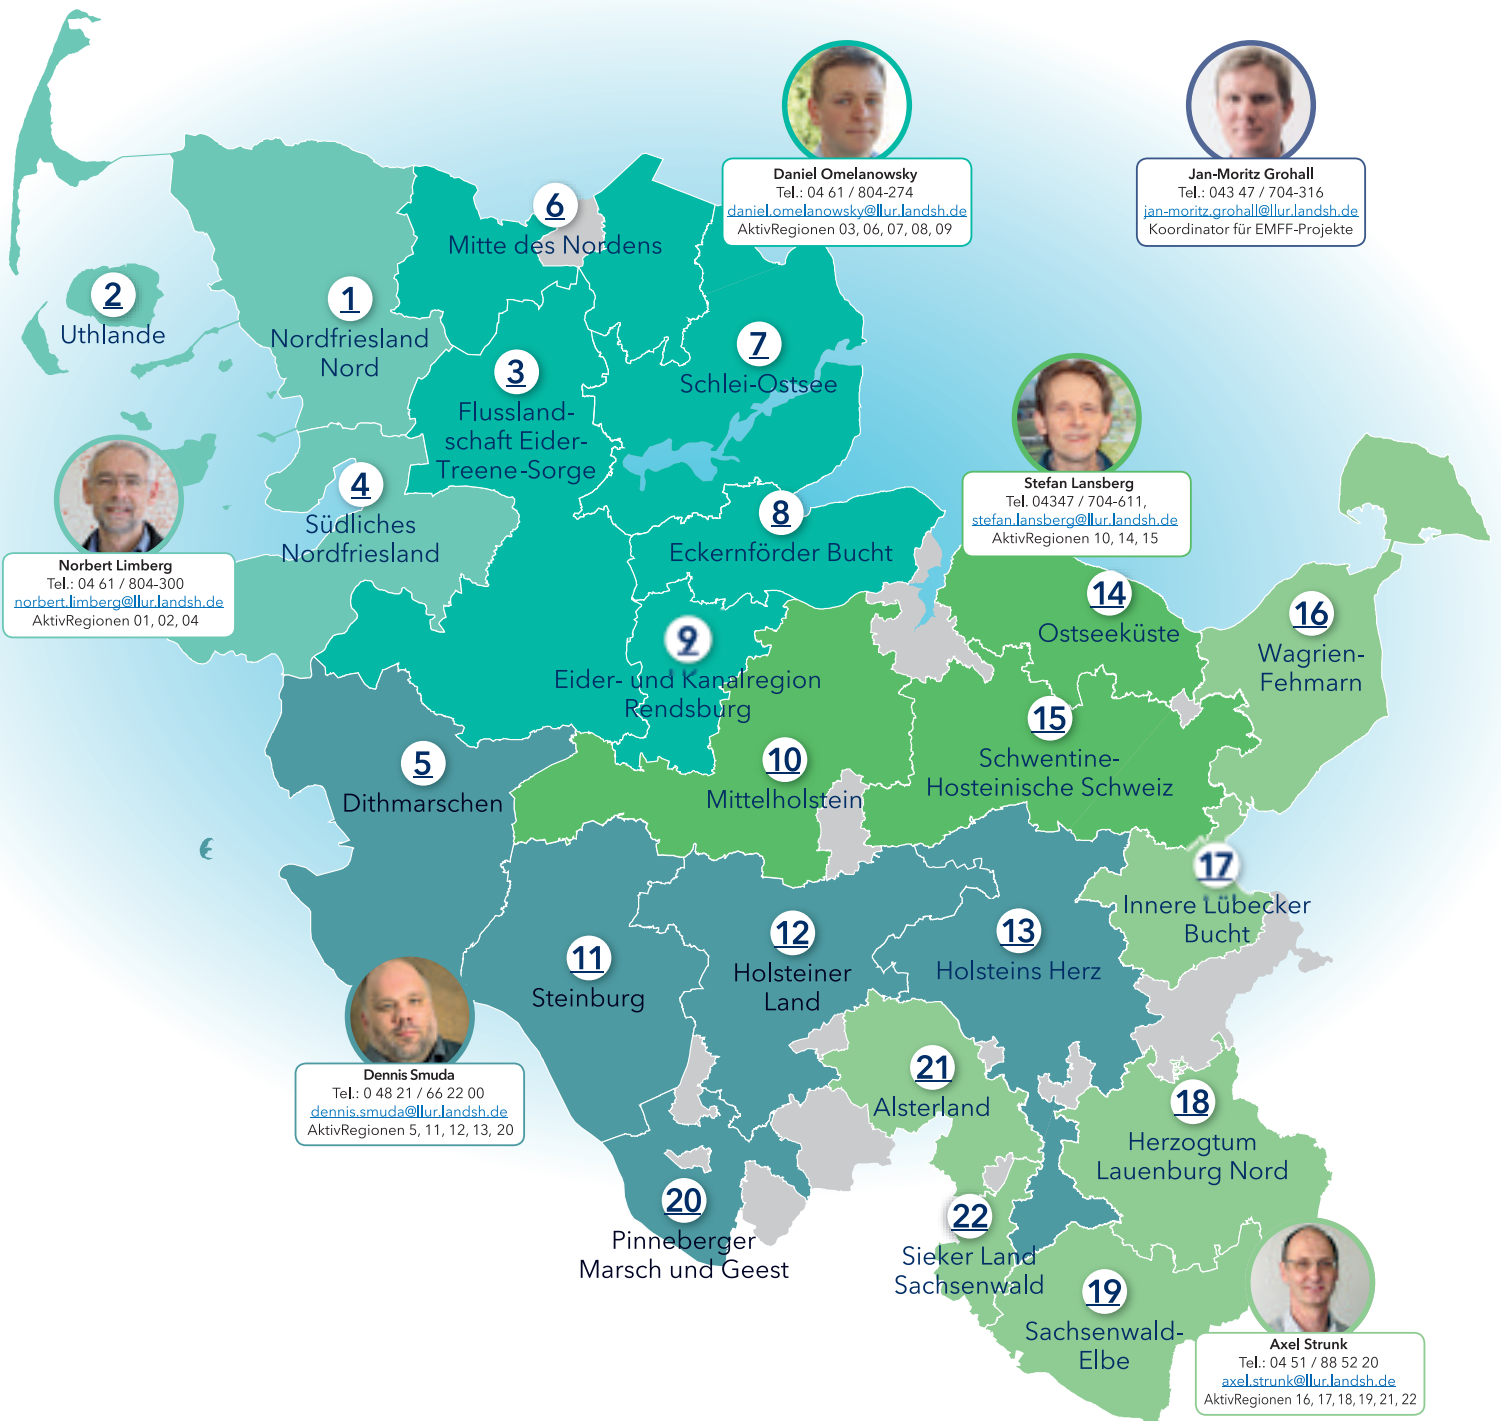 Daniel Omelanowsky
Tel.: 04 61 / 804-274
daniel.omelanowsky@llur.landsh.de
AktivRegionen 03, 06, 07, 08, 09
Jan-Moritz Grohall
Tel.: 043 47 / 704-316
jan-moritz.grohall@llur.landsh.de
Koordinator für EMFF-Projekte
6
Mitte des Nordens
2
Uthlande
1
Nordfriesland
Nord
3
Flussland-
schaft Eider-
Treene-Sorge
7
Schlei-Ostsee
4
Südliches
Nordfriesland
Norbert Limberg
Tel.: 04 61 / 804-300
norbert.limberg@llur.landsh.de
AktivRegionen 01, 02, 04
Stefan Lansberg
Tel. 04347 / 704-611,
stefan.lansberg@llur.landsh.de
AktivRegionen 10, 14, 15
8
Eckernförder Bucht
14
Ostseeküste
16
Wagrien-
Fehmarn
9
Eider- und Kanalregion
Rendsburg
15
Schwentine-
Hosteinische Schweiz
5
Dithmarschen
10
Mittelholstein
17
Innere Lübecker
Bucht
11
Steinburg
12
Holsteiner
Land
13
Holsteins Herz
Dennis Smuda
Tel.: 0 48 21 / 66 22 00
dennis.smuda@llur.landsh.de
AktivRegionen 5, 11, 12, 13, 20
21
Alsterland
18
Herzogtum
Lauenburg Nord
20
Pinneberger
Marsch und Geest
22
Sieker Land
Sachsenwald
19
Sachsenwald-
Elbe
Axel Strunk
Tel.: 04 51 / 88 52 20
axel.strunk@llur.landsh.de
AktivRegionen 16, 17, 18, 19, 21, 22